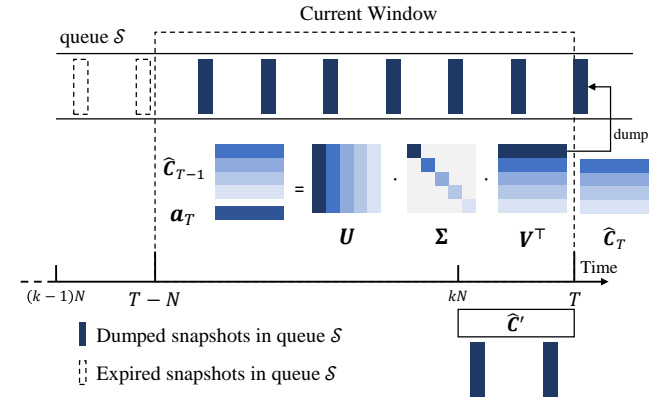 Current Window
queue 𝒮
dump
Ĉ_{T−1}
a_T
=
·
·
U
Σ
V^⊤
Ĉ_T
Time
(k−1)N
T − N
kN
T
Ĉ′
Dumped snapshots in queue 𝒮
Expired snapshots in queue 𝒮